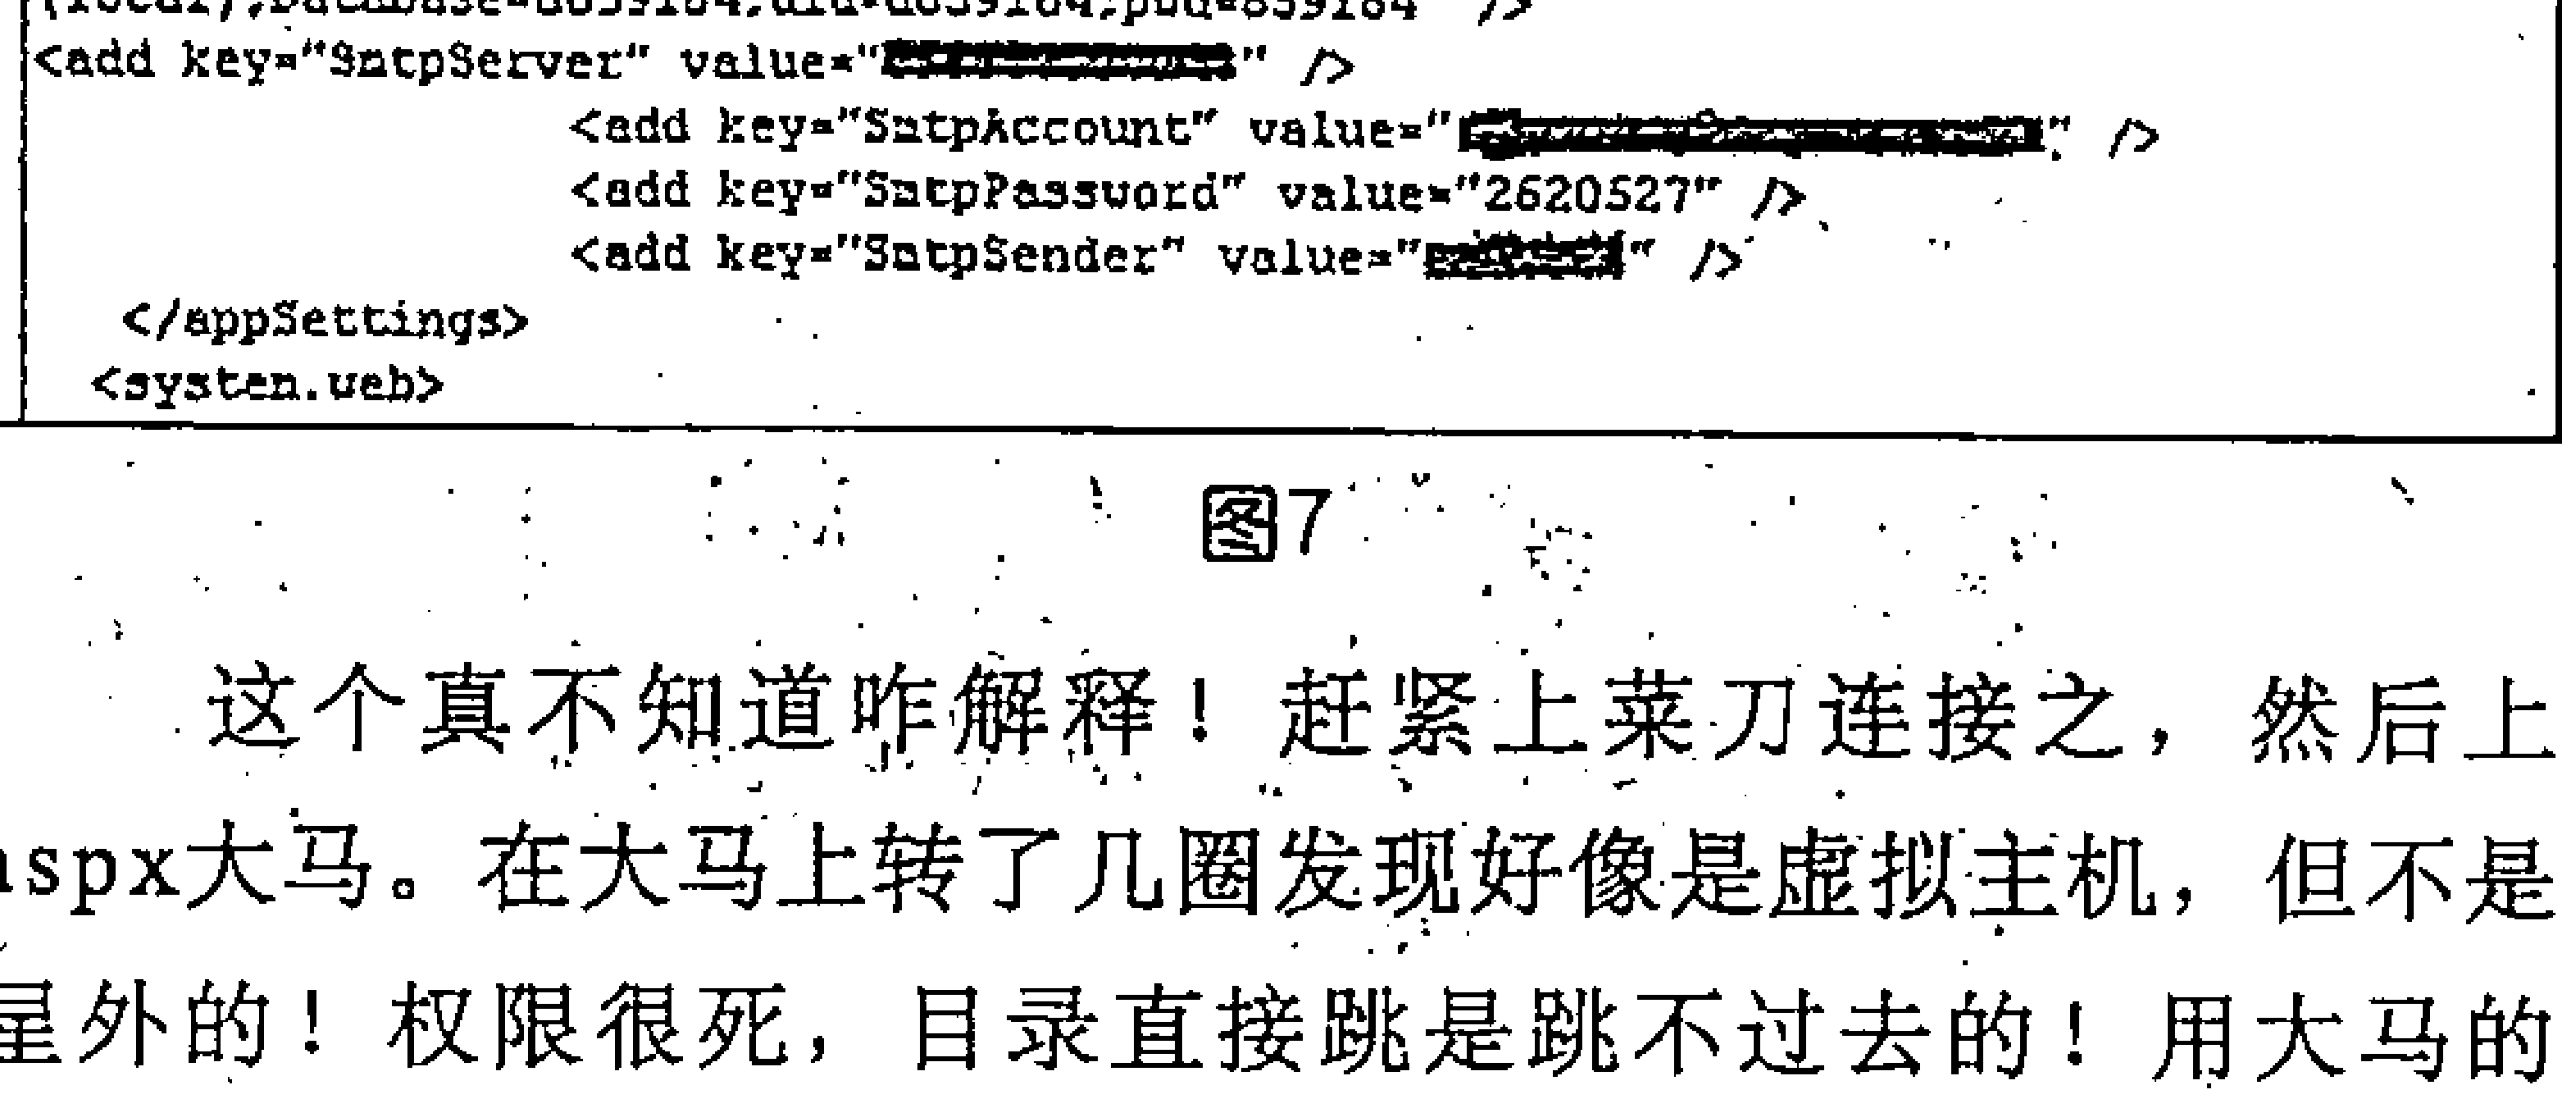 <add key="SmtpServer" value="" />
<add key="SmtpAccount" value="" />
<add key="SmtpPassword" value="2620527" />
<add key="SmtpSender" value="" />
</appSettings>
<system.web>
图7
这个真不知道咋解释！赶紧上菜刀连接之，然后上
aspx大马。在大马上转了几圈发现好像是虚拟主机，但不是
星外的！权限很死，目录直接跳是跳不过去的！用大马的